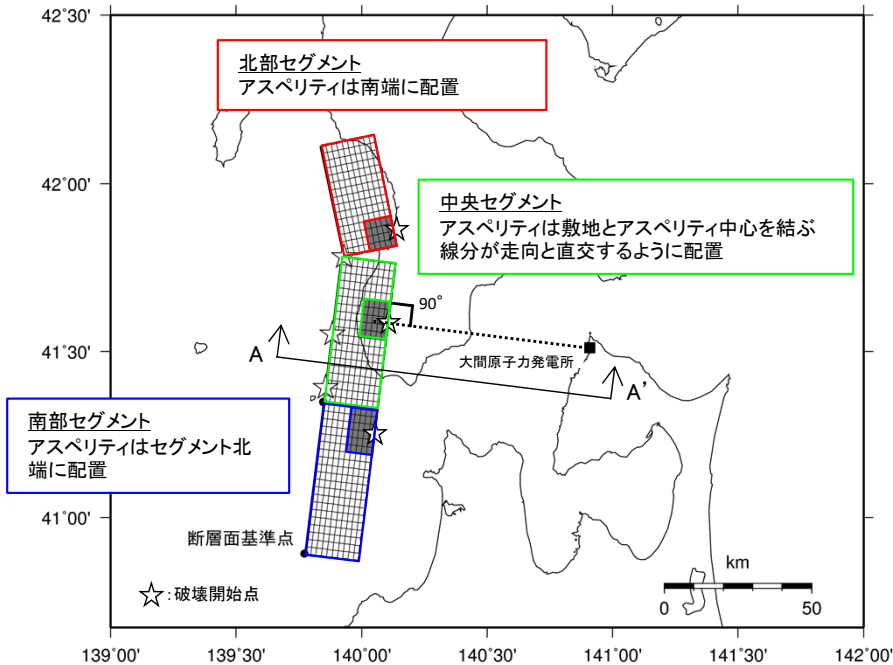 42°30'
42°00'
41°30'
41°00'
北部セグメント
アスペリティは南端に配置
中央セグメント
アスペリティは敷地とアスペリティ中心を結ぶ
線分が走向と直交するように配置
90°
大間原子力発電所
A
A'
南部セグメント
アスペリティはセグメント北
端に配置
断層面基準点
☆:破壊開始点
km
0 50
139°00' 139°30' 140°00' 140°30' 141°00' 141°30' 142°00'